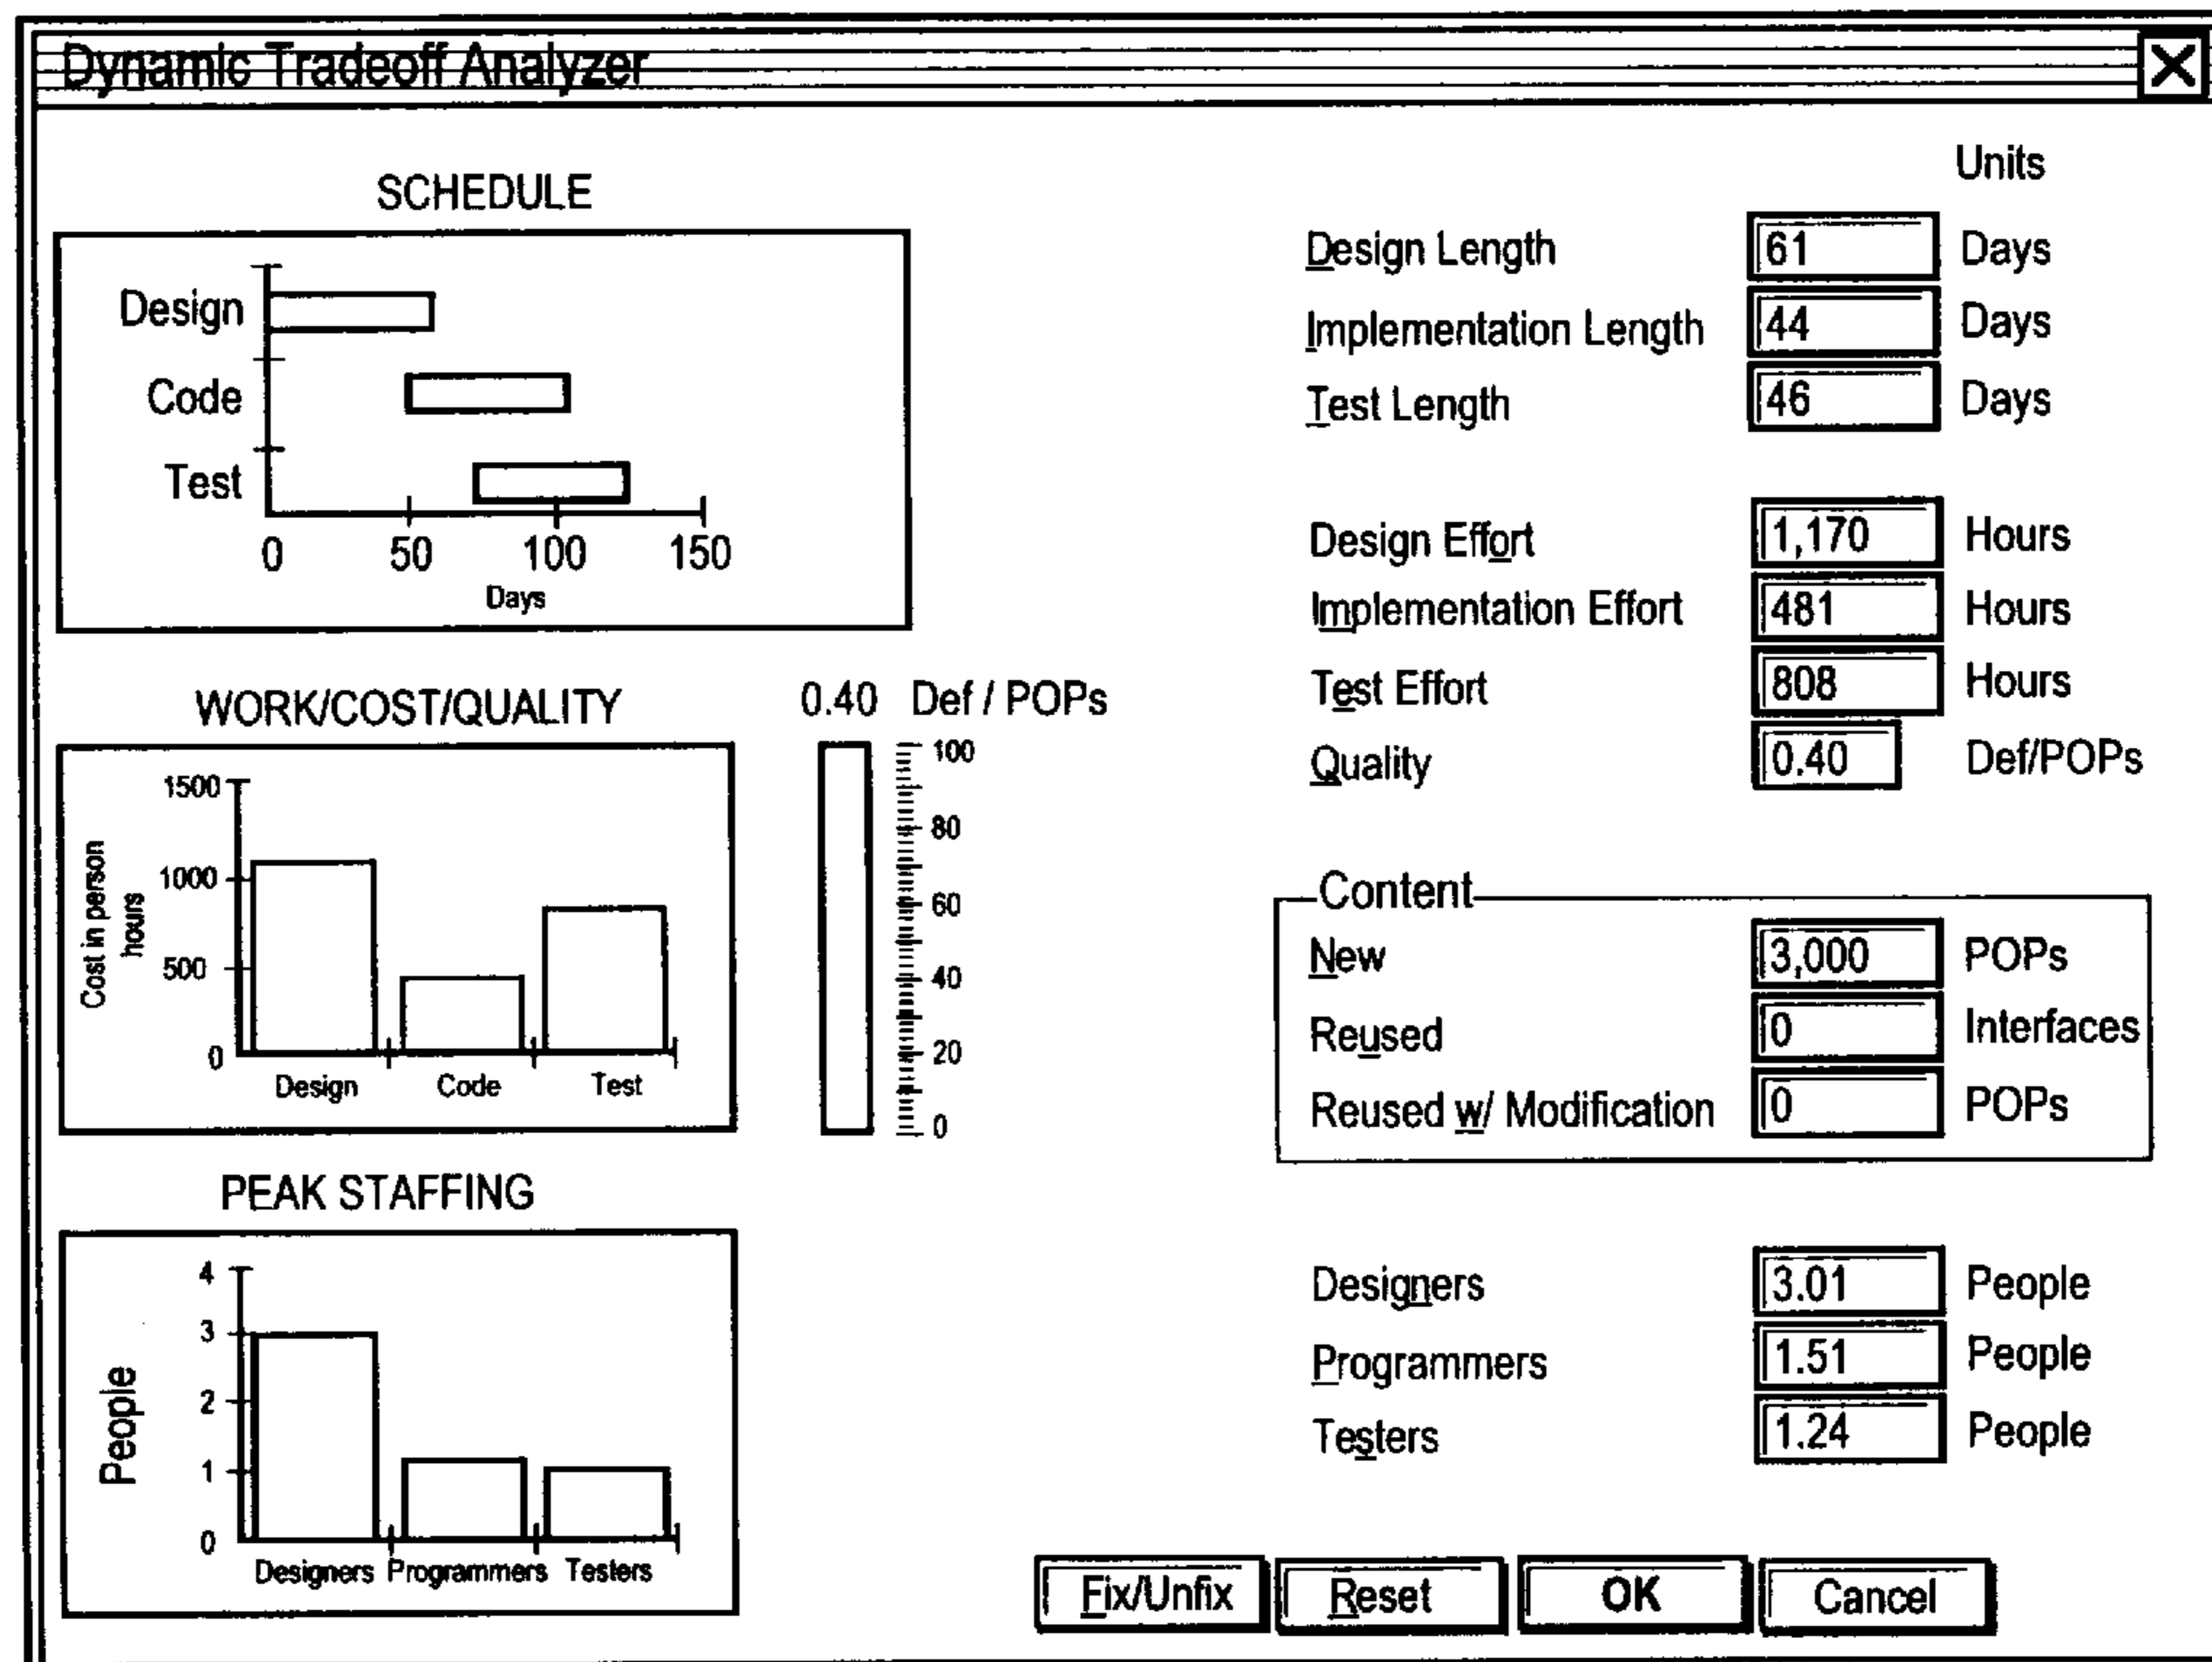 Dynamic Tradeoff Analyzer
SCHEDULE
Design
Code
Test
0 50 100 150
Days
WORK/COST/QUALITY
0.40 Def / POPs
Cost in person
hours
1500
1000
500
0
Design Code Test
100
80
60
40
20
0
PEAK STAFFING
People
4
3
2
1
0
Designers Programmers Testers
Units
Design Length 61 Days
Implementation Length 44 Days
Test Length 46 Days
Design Effort 1,170 Hours
Implementation Effort 481 Hours
Test Effort 808 Hours
Quality 0.40 Def/POPs
Content
New 3,000 POPs
Reused 0 Interfaces
Reused w/ Modification 0 POPs
Designers 3.01 People
Programmers 1.51 People
Testers 1.24 People
Fix/Unfix Reset OK Cancel